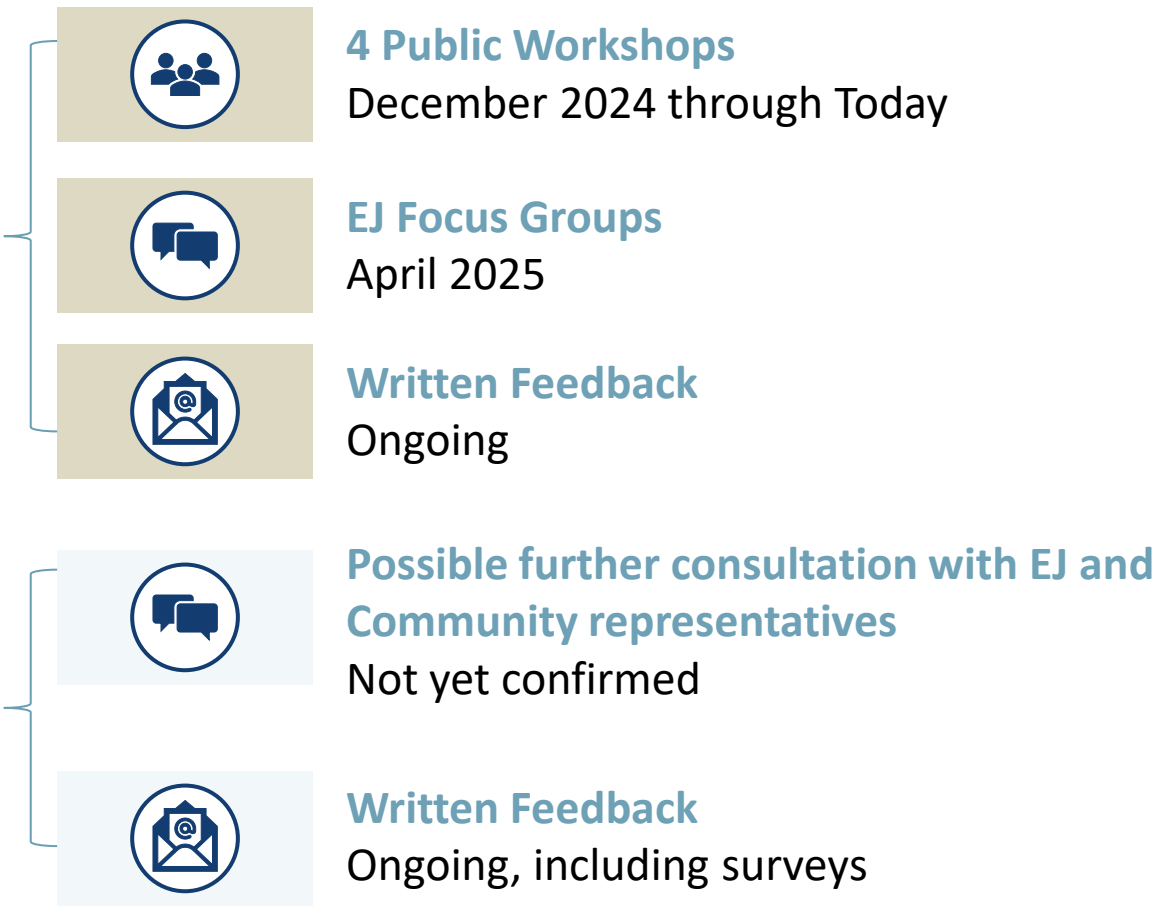 4 Public Workshops
December 2024 through Today
EJ Focus Groups
April 2025
@
Written Feedback
Ongoing
Possible further consultation with EJ and
Community representatives
Not yet confirmed
@
Written Feedback
Ongoing, including surveys